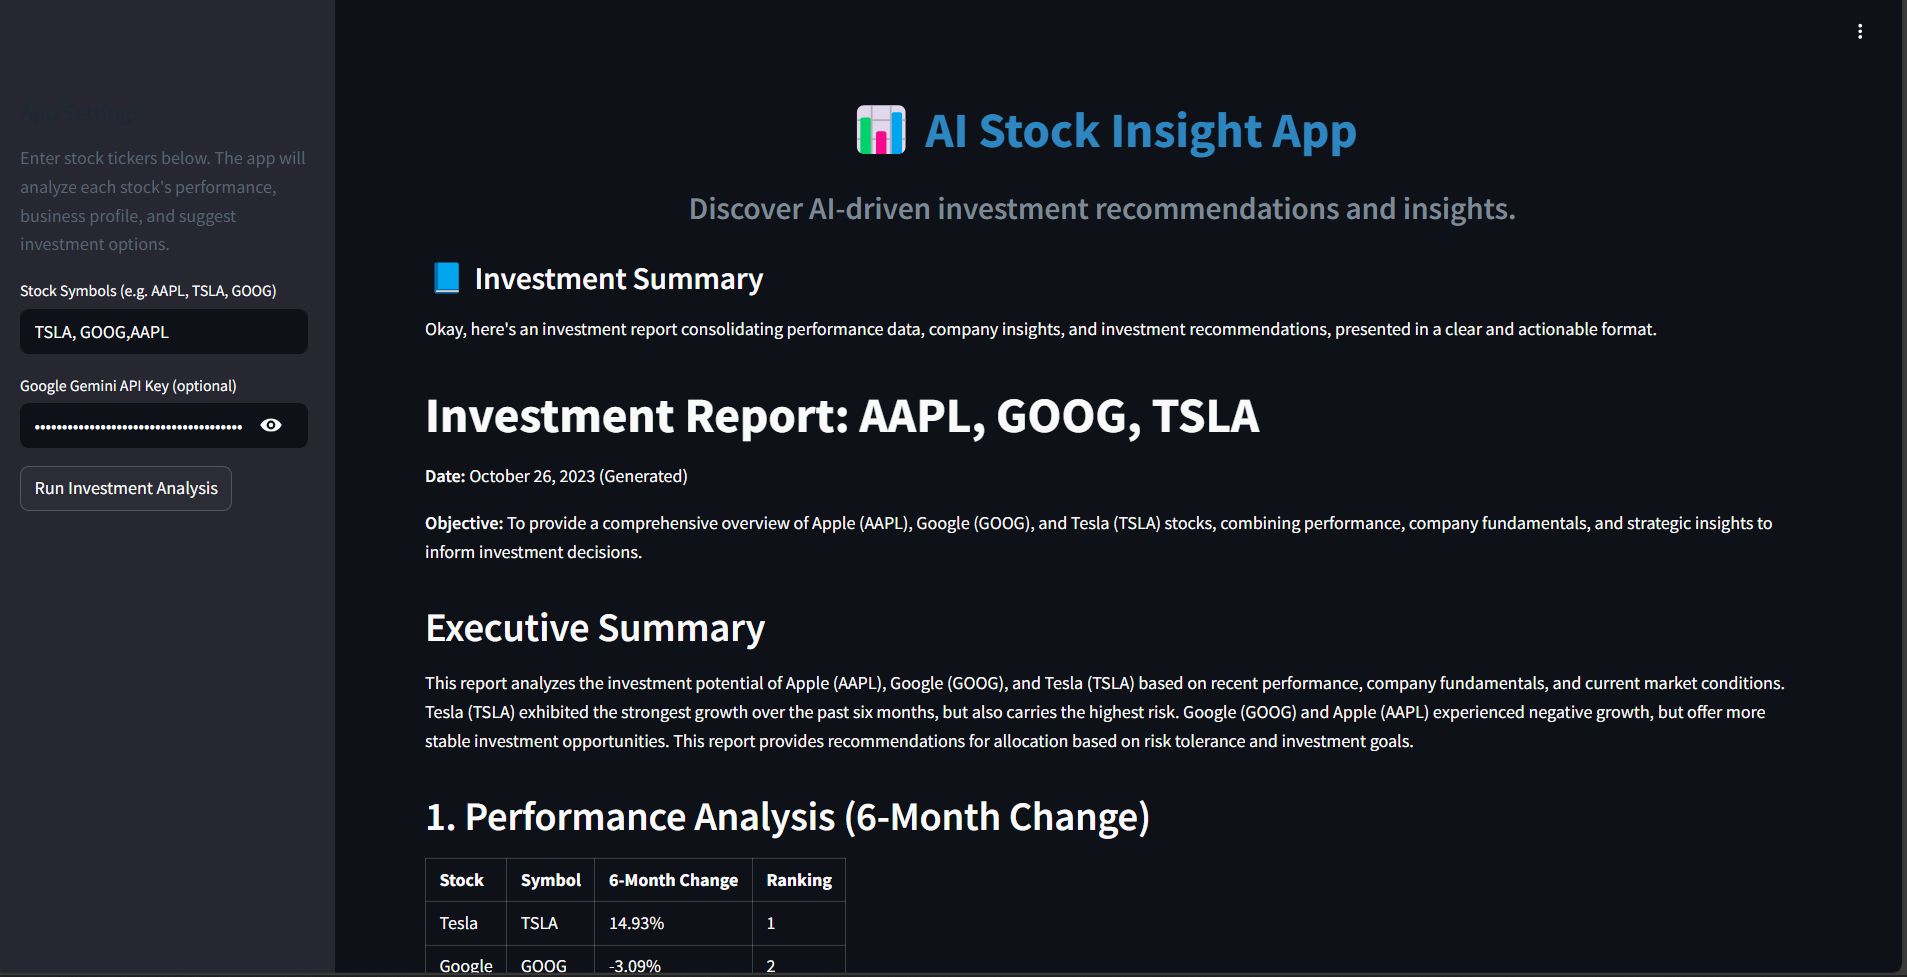 App Settings
Enter stock tickers below. The app will
analyze each stock's performance,
business profile, and suggest
investment options.
Stock Symbols (e.g. AAPL, TSLA, GOOG)
TSLA, GOOG,AAPL
Google Gemini API Key (optional)
Run Investment Analysis
AI Stock Insight App
Discover AI-driven investment recommendations and insights.
Investment Summary
Okay, here's an investment report consolidating performance data, company insights, and investment recommendations, presented in a clear and actionable format.
Investment Report: AAPL, GOOG, TSLA
Date: October 26, 2023 (Generated)
Objective: To provide a comprehensive overview of Apple (AAPL), Google (GOOG), and Tesla (TSLA) stocks, combining performance, company fundamentals, and strategic insights to
inform investment decisions.
Executive Summary
This report analyzes the investment potential of Apple (AAPL), Google (GOOG), and Tesla (TSLA) based on recent performance, company fundamentals, and current market conditions.
Tesla (TSLA) exhibited the strongest growth over the past six months, but also carries the highest risk. Google (GOOG) and Apple (AAPL) experienced negative growth, but offer more
stable investment opportunities. This report provides recommendations for allocation based on risk tolerance and investment goals.
1. Performance Analysis (6-Month Change)
Stock Symbol 6-Month Change Ranking
Tesla TSLA 14.93% 1
Google GOOG -3.09% 2